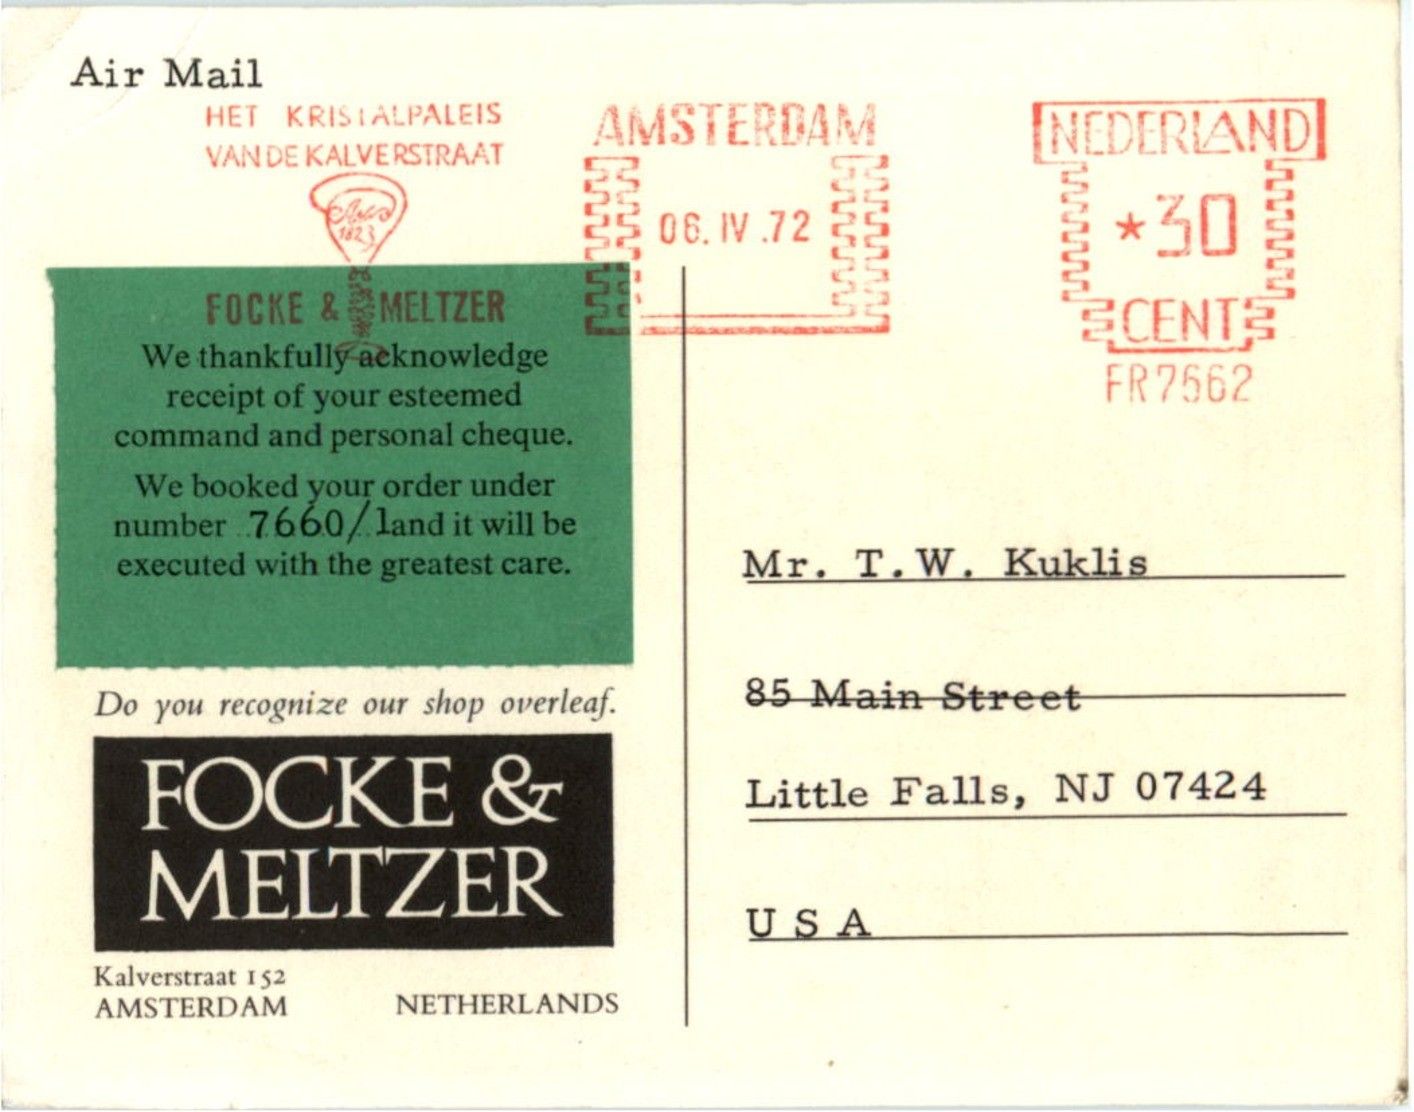 Air Mail
HET KRISTALPALEIS
VAN DE KALVERSTRAAT
1823
FOCKE & MELTZER
AMSTERDAM
06.IV.72
NEDERLAND
*30
CENT
FR7562
We thankfully acknowledge
receipt of your esteemed
command and personal cheque.
We booked your order under
number ..7660/1and it will be
executed with the greatest care.
Do you recognize our shop overleaf.
FOCKE &
MELTZER
Kalverstraat 152
AMSTERDAM NETHERLANDS
Mr. T.W. Kuklis
85 Main Street
Little Falls, NJ 07424
U S A